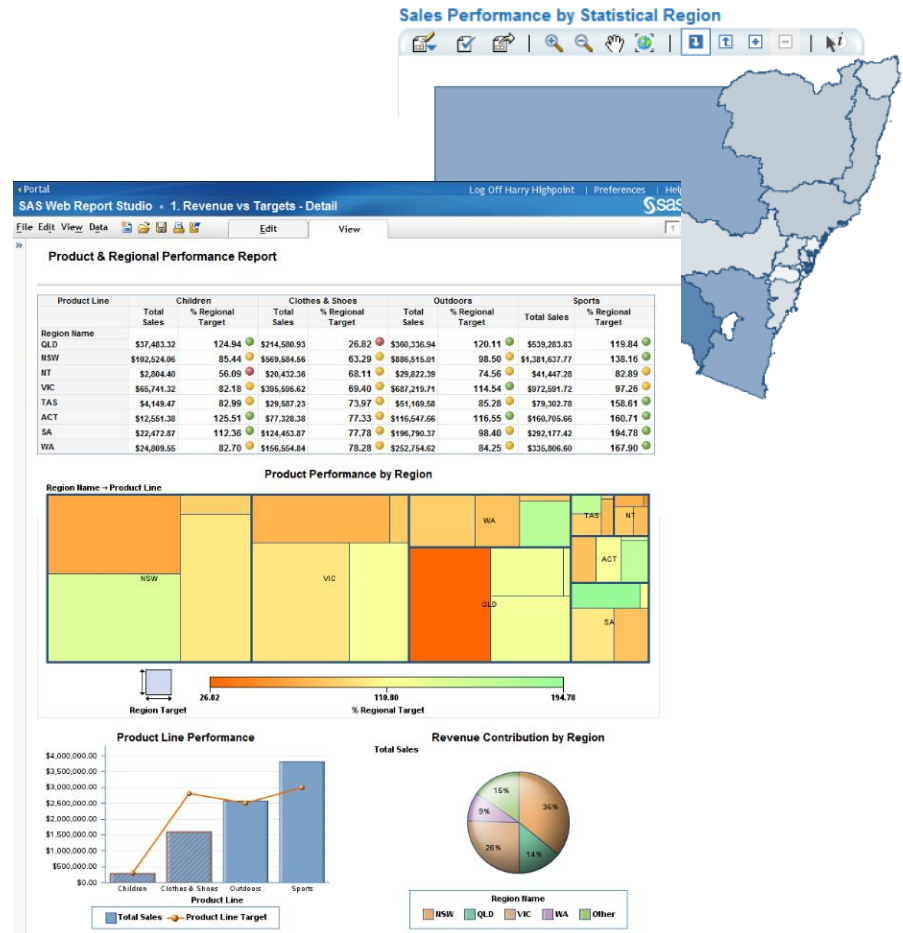 Sales Performance by Statistical Region
Portal
Log Off Harry Highpoint | Preferences | Help
SAS Web Report Studio • 1. Revenue vs Targets - Detail
sas
File Edit View Data
Edit
View
1
Product & Regional Performance Report
Product Line Children Clothes & Shoes Outdoors Sports
Total Sales % Regional Target Total Sales % Regional Target Total Sales % Regional Target Total Sales % Regional Target
Region Name
QLD $37,483.32 124.94 $214,580.93 26.82 $360,336.94 120.11 $539,283.83 119.84
NSW $102,524.06 85.44 $569,584.56 63.29 $886,515.01 98.50 $1,381,637.77 138.16
NT $2,804.40 56.09 $20,432.36 68.11 $29,822.39 74.56 $41,447.28 82.89
VIC $65,741.32 82.18 $395,595.62 69.40 $687,219.71 114.54 $972,591.72 97.26
TAS $4,149.47 82.99 $29,587.23 73.97 $51,169.58 85.28 $79,302.78 158.61
ACT $12,551.38 125.51 $77,328.38 77.33 $116,547.66 116.55 $160,705.66 160.71
SA $22,472.87 112.36 $124,453.87 77.78 $196,790.37 98.40 $292,177.42 194.78
WA $24,809.55 82.70 $156,554.84 78.28 $252,754.62 84.25 $335,806.60 167.90
Product Performance by Region
Region Name → Product Line
NSW
VIC
WA
QLD
TAS
NT
ACT
SA
26.82 110.80 194.78
Region Target
% Regional Target
Product Line Performance
$4,000,000.00
$3,500,000.00
$3,000,000.00
$2,500,000.00
$2,000,000.00
$1,500,000.00
$1,000,000.00
$500,000.00
$0.00
Children Clothes & Shoes Outdoors Sports
Product Line
Total Sales Product Line Target
Revenue Contribution by Region
Total Sales
15%
36%
9%
26%
14%
Region Name
NSW QLD VIC WA Other